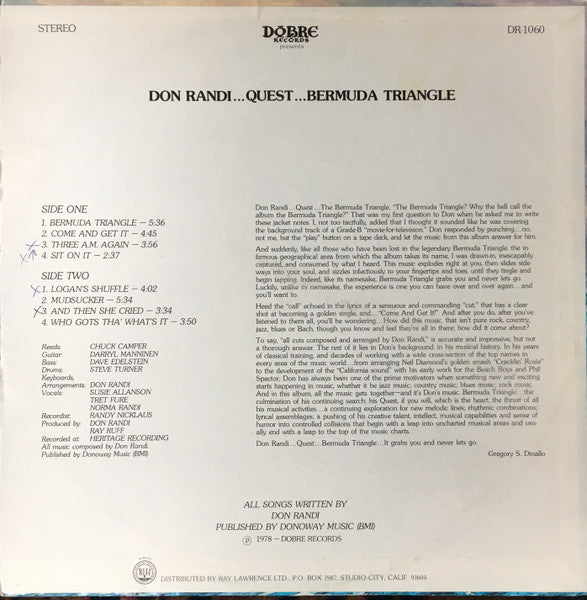 STEREO
DOBRE
RECORDS
presents
DR-1060
DON RANDI...QUEST...BERMUDA TRIANGLE
SIDE ONE
1. BERMUDA TRIANGLE – 5:36
2. COME AND GET IT – 4:45
3. THREE A.M. AGAIN – 3:56
4. SIT ON IT – 2:37
SIDE TWO
1. LOGAN'S SHUFFLE – 4:02
2. MUDSUCKER – 5:34
3. AND THEN SHE CRIED – 3:34
4. WHO GOTS THA' WHAT'S IT – 3:50
Reeds: CHUCK CAMPER
Guitar: DARRYL MANNINEN
Bass: DAVE EDELSTEIN
Drums: STEVE TURNER
Keyboards,
Arrangements: DON RANDI
Vocals: SUSIE ALLANSON
TRET FURE
NORMA RANDI
Recordist: RANDY NICKLAUS
Produced by: DON RANDI
RAY RUFF
Recorded at: HERITAGE RECORDING
All music composed by Don Randi.
Published by Donoway Music (BMI)
Don Randi...Quest...The Bermuda Triangle. "The Bermuda Triangle? Why the hell call the
album the Bermuda Triangle?" That was my first question to Don when he asked me to write
these jacket notes. I, not too tactfully, added that I thought it sounded like he was covering
the background track of a Grade-B "movie-for-television." Don responded by punching... no,
not me, but the "play" button on a tape deck, and let the music from this album answer for him.
And suddenly, like all those who have been lost in the legendary Bermuda Triangle, the in-
famous geographical area from which the album takes its name, I was drawn-in, inescapably
captured, and consumed by what I heard. This music explodes right at you, then slides side
ways into your soul, and sizzles infectiously to your fingertips and toes, until they tingle and
begin tapping. Indeed, like its namesake, Bermuda Triangle grabs you and never lets go.
Luckily, unlike its namesake, the experience is one you can have over and over again...and
you'll want to.
Heed the "call" echoed in the lyrics of a sensuous and commanding "cut," that has a clear
shot at becoming a golden single, and..."Come And Get It!". And after you do, after you've
listened to them all, you'll be wondering...How did this music, that isn't pure rock, country,
jazz, blues or Bach, though you know and feel they're all in there, how did it come about?
To say, "all cuts composed and arranged by Don Randi," is accurate and impressive, but not
a thorough answer. The rest of it lies in Don's background; in his musical history. In his years
of classical training, and decades of working with a wide cross-section of the top names in
every area of the music world... from arranging Neil Diamond's golden smash "Cracklin' Rosie"
to the development of the "California sound" with his early work for the Beach Boys and Phil
Spector, Don has always been one of the prime motivators when something new and exciting
starts happening in music, whether it be jazz music; country music; blues music, rock music.
And in this album, all the music gets together—and it's Don's music. Bermuda Triangle...the
culmination of his continuing search; his Quest, if you will, which is the heart, the thrust of all
his musical activities... a continuing exploration for new melodic lines; rhythmic combinations;
lyrical assemblages; a pushing of his creative talent, intellect, musical capabilities and sense of
humor into controlled collisions that begin with a leap into uncharted musical areas and usu-
ally end with a leap to the top of the music charts.
Don Randi...Quest...Bermuda Triangle...It grabs you and never lets go.
Gregory S. Dinallo
ALL SONGS WRITTEN BY
DON RANDI
PUBLISHED BY DONOWAY MUSIC (BMI)
℗ 1978 – DOBRE RECORDS
DISTRIBUTED BY RAY LAWRENCE LTD., P.O. BOX 1987, STUDIO CITY, CALIF. 91604